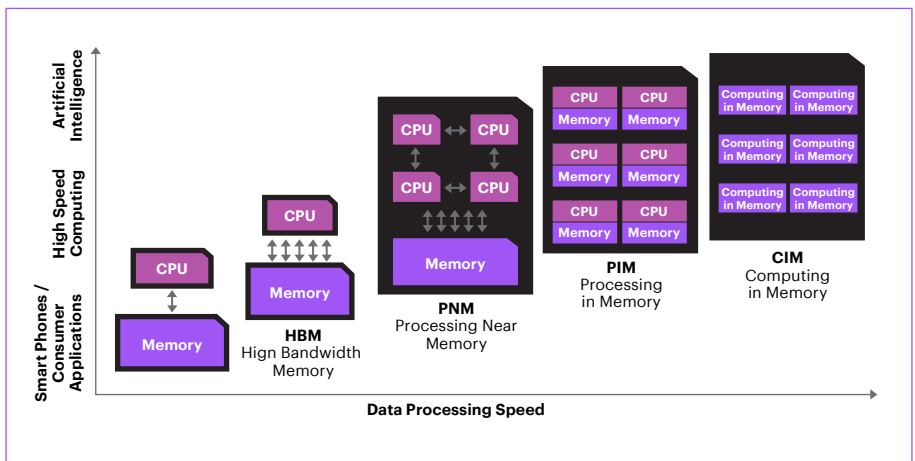 Artificial
Intelligence
High Speed
Computing
Smart Phones /
Consumer
Applications
CPU
Memory
CPU
Memory
HBM
Hign Bandwidth
Memory
CPU
CPU
CPU
CPU
Memory
PNM
Processing Near
Memory
CPU
CPU
Memory
Memory
CPU
CPU
Memory
Memory
CPU
CPU
Memory
Memory
PIM
Processing
in Memory
Computing
in Memory
Computing
in Memory
Computing
in Memory
Computing
in Memory
Computing
in Memory
Computing
in Memory
CIM
Computing
in Memory
Data Processing Speed